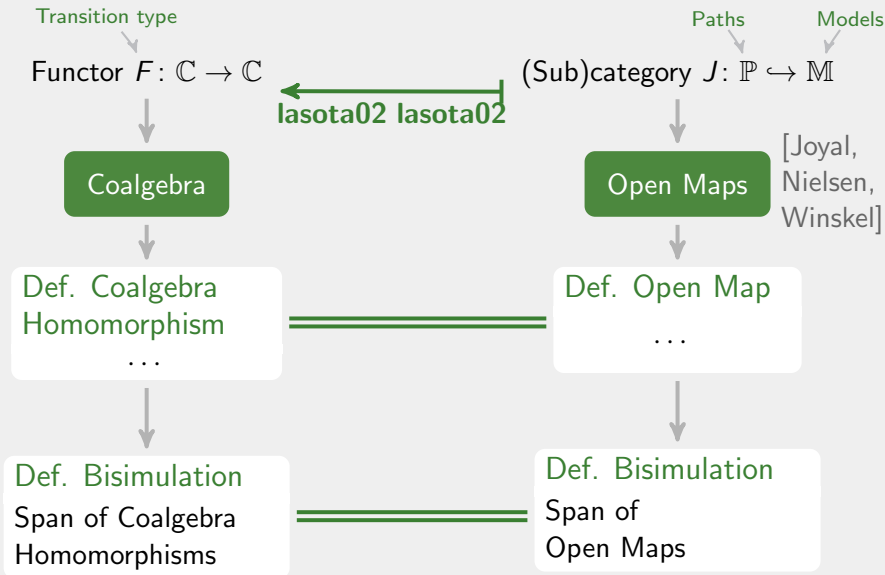 Transition type
Functor F: ℂ → ℂ
Paths
Models
(Sub)category J: ℙ ↪ 𝕄
lasota02 lasota02
Coalgebra
Open Maps
[Joyal,
Nielsen,
Winskel]
Def. Coalgebra
Homomorphism
...
Def. Open Map
...
Def. Bisimulation
Span of Coalgebra
Homomorphisms
Def. Bisimulation
Span of
Open Maps